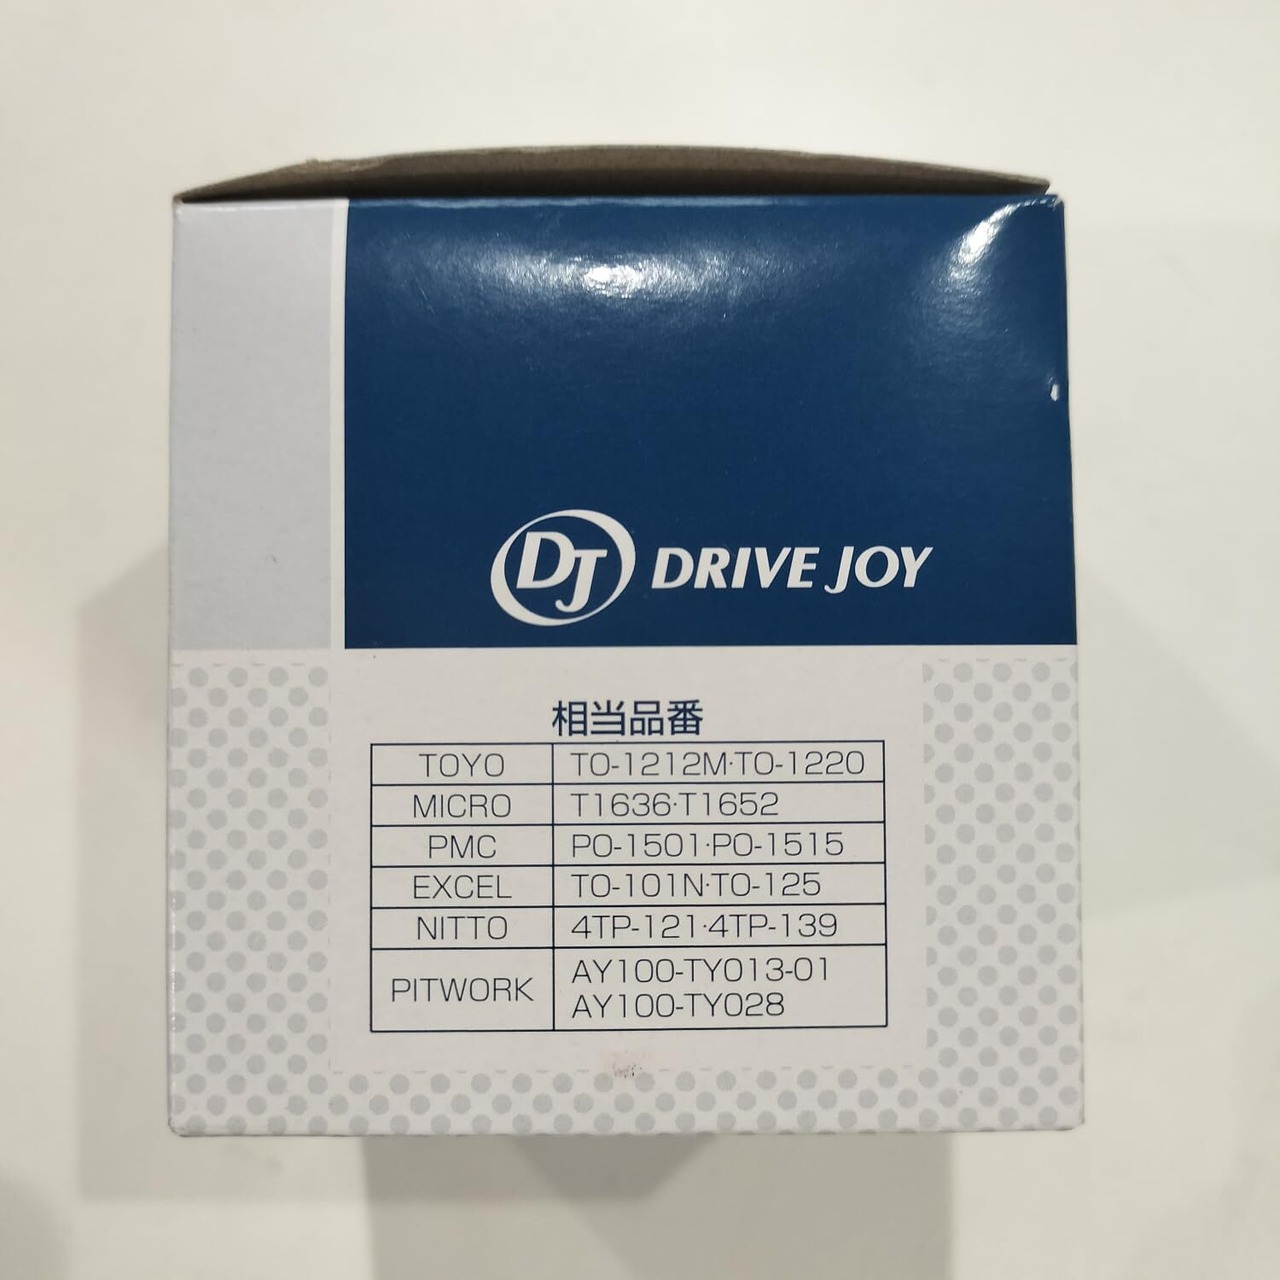 DJ DRIVE JOY
相当品番
TOYO TO-1212M·TO-1220
MICRO T1636·T1652
PMC PO-1501·PO-1515
EXCEL TO-101N·TO-125
NITTO 4TP-121·4TP-139
PITWORK AY100-TY013-01
AY100-TY028